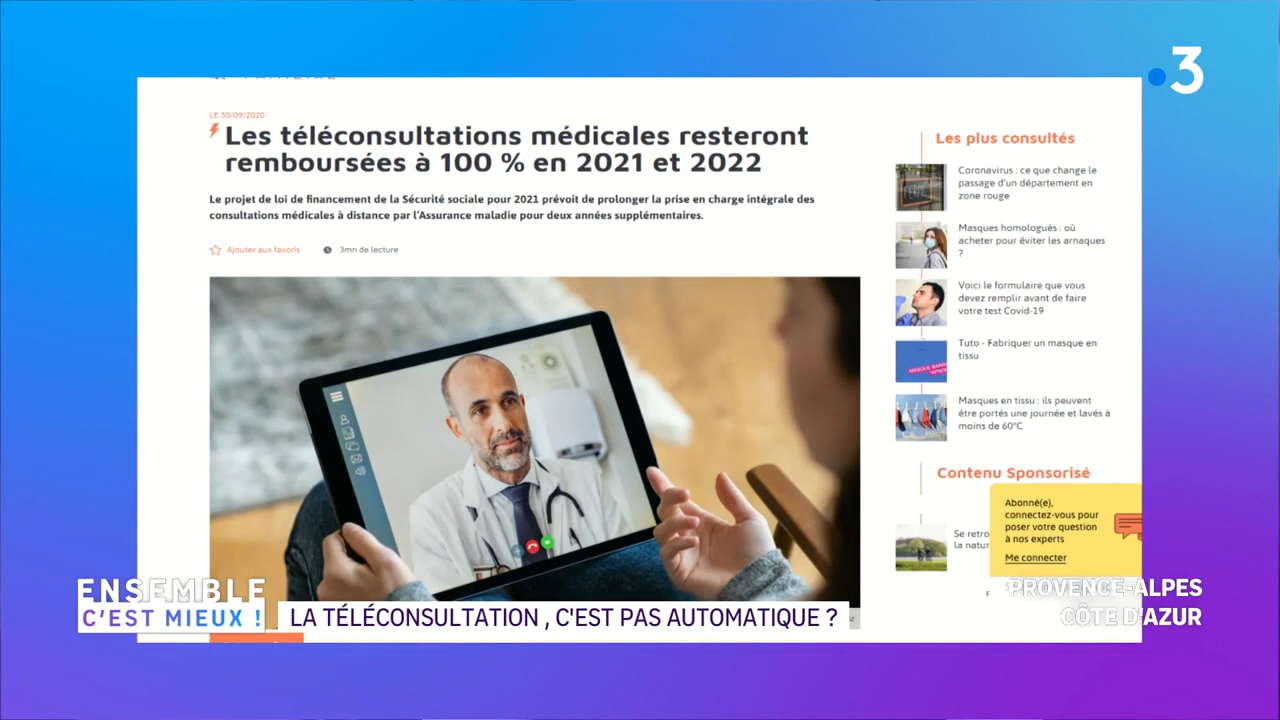 3
LE 30/09/2020
Les téléconsultations médicales resteront
remboursées à 100 % en 2021 et 2022
Le projet de loi de financement de la Sécurité sociale pour 2021 prévoit de prolonger la prise en charge intégrale des
consultations médicales à distance par l'Assurance maladie pour deux années supplémentaires.
Ajouter aux favoris
3mn de lecture
Les plus consultés
Coronavirus : ce que change le
passage d'un département en
zone rouge
Masques homologués : où
acheter pour éviter les arnaques
?
Voici le formulaire que vous
devez remplir avant de faire
votre test Covid-19
Tuto - Fabriquer un masque en
tissu
Masques en tissu : ils peuvent
être portés une journée et lavés à
moins de 60°C
Contenu Sponsorisé
Se retro
la natur
Abonné(e),
connectez-vous pour
poser votre question
à nos experts
Me connecter
ENSEMBLE
C'EST MIEUX !
LA TÉLÉCONSULTATION , C'EST PAS AUTOMATIQUE ?
PROVENCE-ALPES
CÔTE D'AZUR